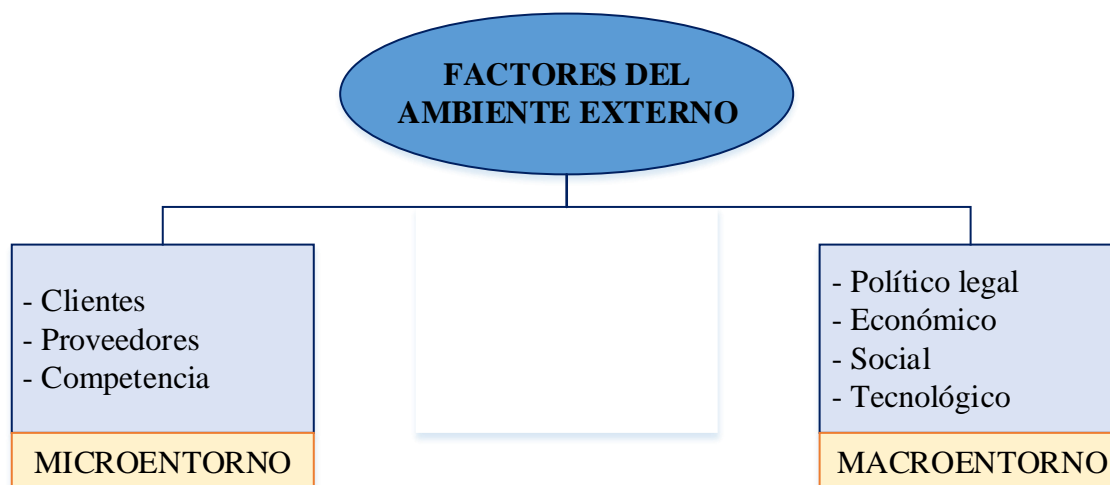 FACTORES DEL
AMBIENTE EXTERNO
- Clientes
- Proveedores
- Competencia
MICROENTORNO
- Político legal
- Económico
- Social
- Tecnológico
MACROENTORNO